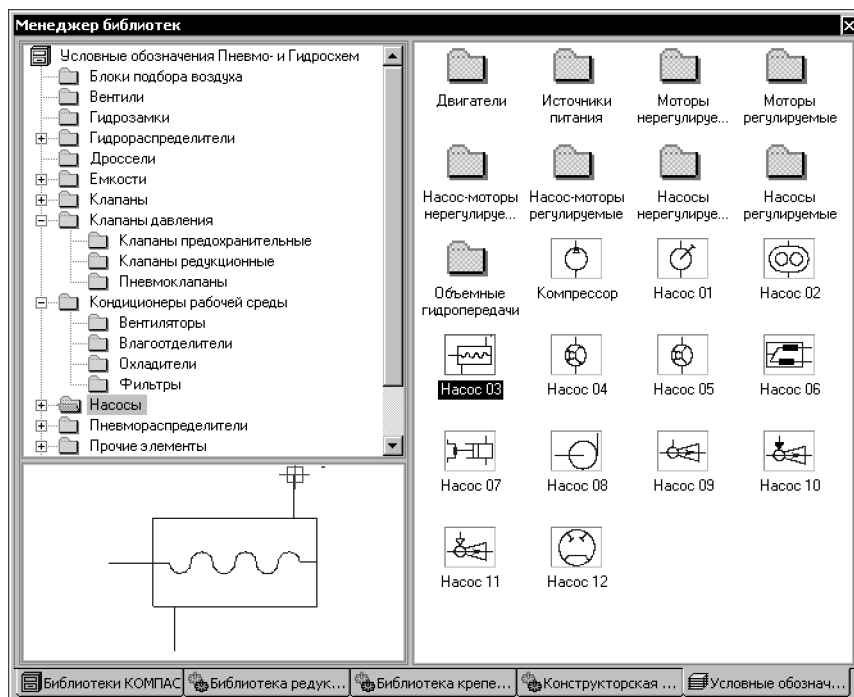 Менеджер библиотек
Условные обозначения Пневмо- и Гидросхем
Блоки подбора воздуха
Вентили
Гидрозамки
Гидрораспределители
Дроссели
Емкости
Клапаны
Клапаны давления
Клапаны предохранительные
Клапаны редукционные
Пневмоклапаны
Кондиционеры рабочей среды
Вентиляторы
Влагоотделители
Охладители
Фильтры
Насосы
Пневмораспределители
Прочие элементы
Двигатели
Источники
питания
Моторы
нерегулируе...
Моторы
регулируемые
Насос-моторы
нерегулируе...
Насос-моторы
регулируемые
Насосы
нерегулируе...
Насосы
регулируемые
Объемные
гидропередачи
Компрессор
Насос 01
Насос 02
Насос 03
Насос 04
Насос 05
Насос 06
Насос 07
Насос 08
Насос 09
Насос 10
Насос 11
Насос 12
Библиотеки КОМПАС
Библиотека редук...
Библиотека крепе...
Конструкторская ...
Условные обознач...